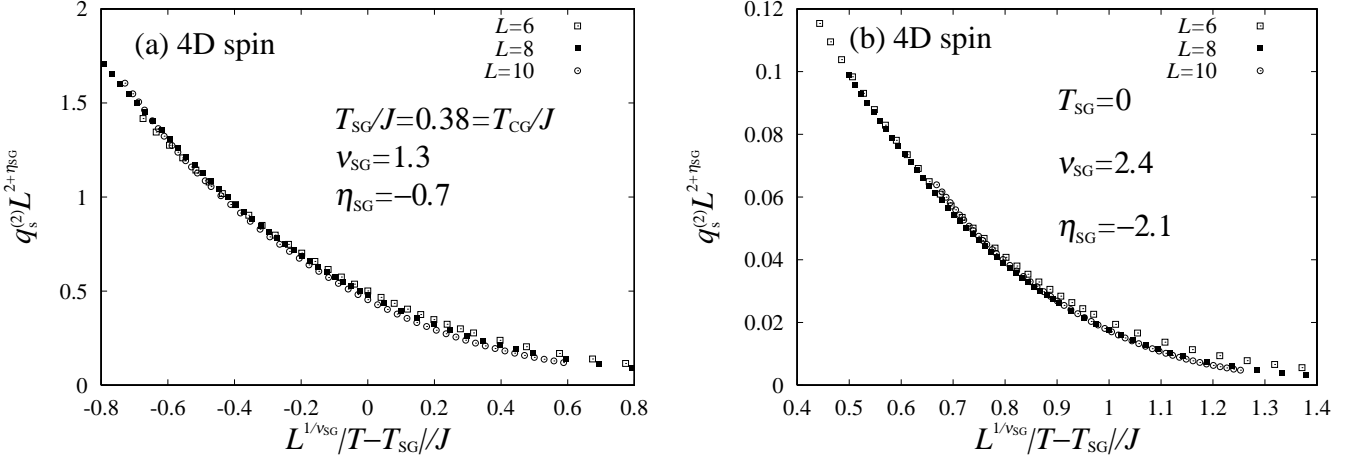 (a) 4D spin
L=6
L=8
L=10
T_SG/J=0.38=T_CG/J
ν_SG=1.3
η_SG=−0.7
q_s^(2) L^(2+η_SG)
2
1.5
1
0.5
0
-0.8 -0.6 -0.4 -0.2 0 0.2 0.4 0.6 0.8
L^(1/ν_SG)|T−T_SG|/J
(b) 4D spin
L=6
L=8
L=10
T_SG=0
ν_SG=2.4
η_SG=−2.1
q_s^(2) L^(2+η_SG)
0.12
0.1
0.08
0.06
0.04
0.02
0
0.4 0.5 0.6 0.7 0.8 0.9 1 1.1 1.2 1.3 1.4
L^(1/ν_SG)|T−T_SG|/J